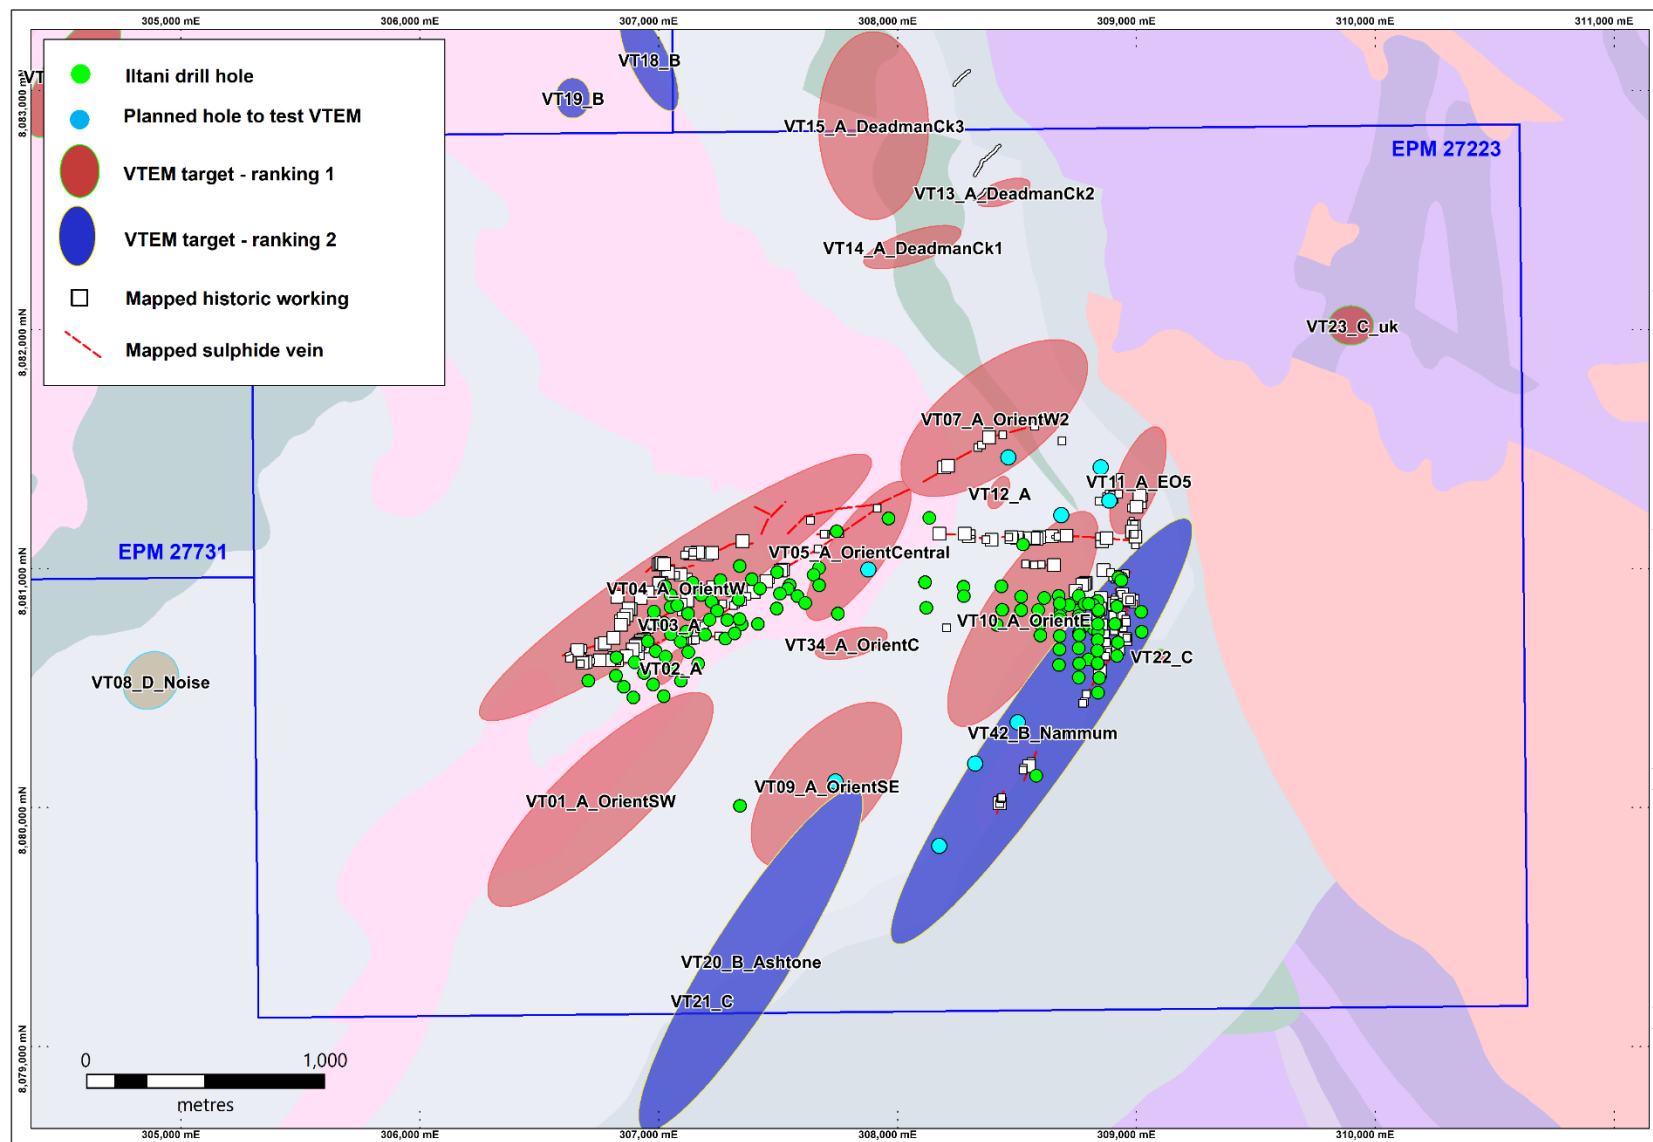 305,000 mE
306,000 mE
307,000 mE
308,000 mE
309,000 mE
310,000 mE
311,000 mE
8,083,000 mN
8,082,000 mN
8,081,000 mN
8,080,000 mN
8,079,000 mN
Iltani drill hole
Planned hole to test VTEM
VTEM target - ranking 1
VTEM target - ranking 2
Mapped historic working
Mapped sulphide vein
VT
VT18_B
VT19_B
VT15_A_DeadmanCk3
EPM 27223
VT13_A_DeadmanCk2
VT14_A_DeadmanCk1
VT23_C_uk
VT07_A_OrientW2
VT12_A
VT11_A_EO5
EPM 27731
VT05_A_OrientCentral
VT04_A_OrientW
VT03_A
VT10_A_OrientE
VT34_A_OrientC
VT22_C
VT02_A
VT08_D_Noise
VT42_B_Nammum
VT09_A_OrientSE
VT01_A_OrientSW
VT20_B_Ashtone
VT21_C
0
1,000
metres
305,000 mE
306,000 mE
307,000 mE
308,000 mE
309,000 mE
310,000 mE